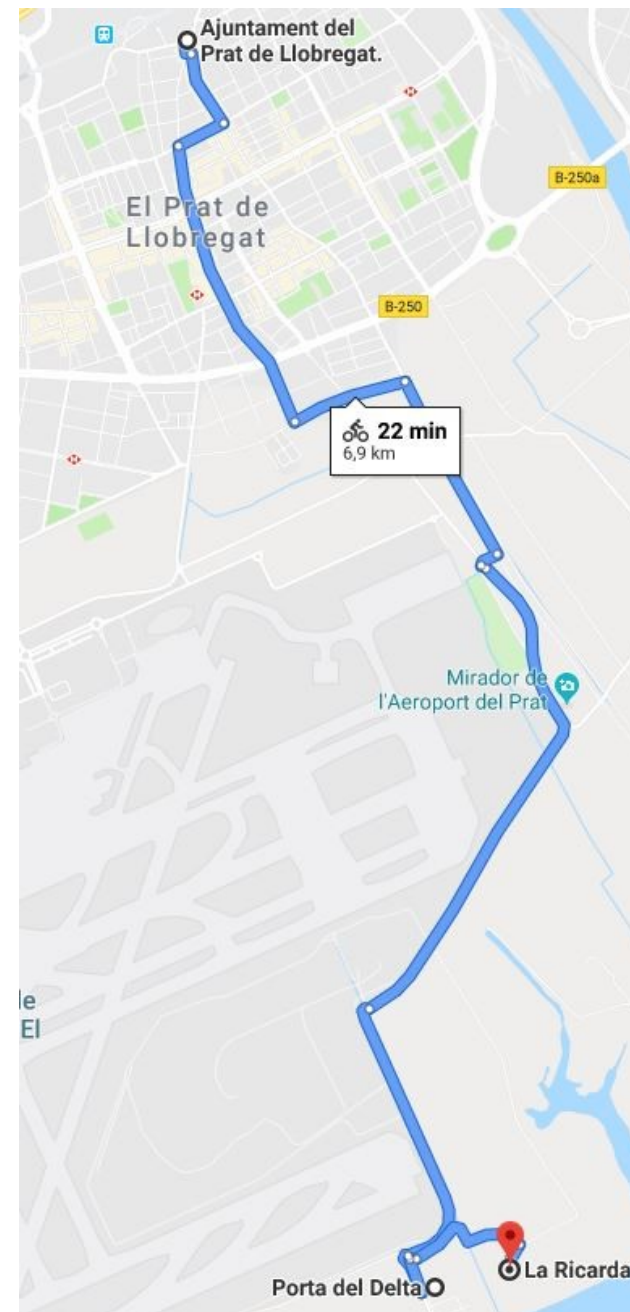 Ajuntament del
Prat de Llobregat.
B-250a
El Prat de
Llobregat
B-250
22 min
6,9 km
Mirador de
l'Aeroport del Prat
le
El
La Ricarda
Porta del Delta